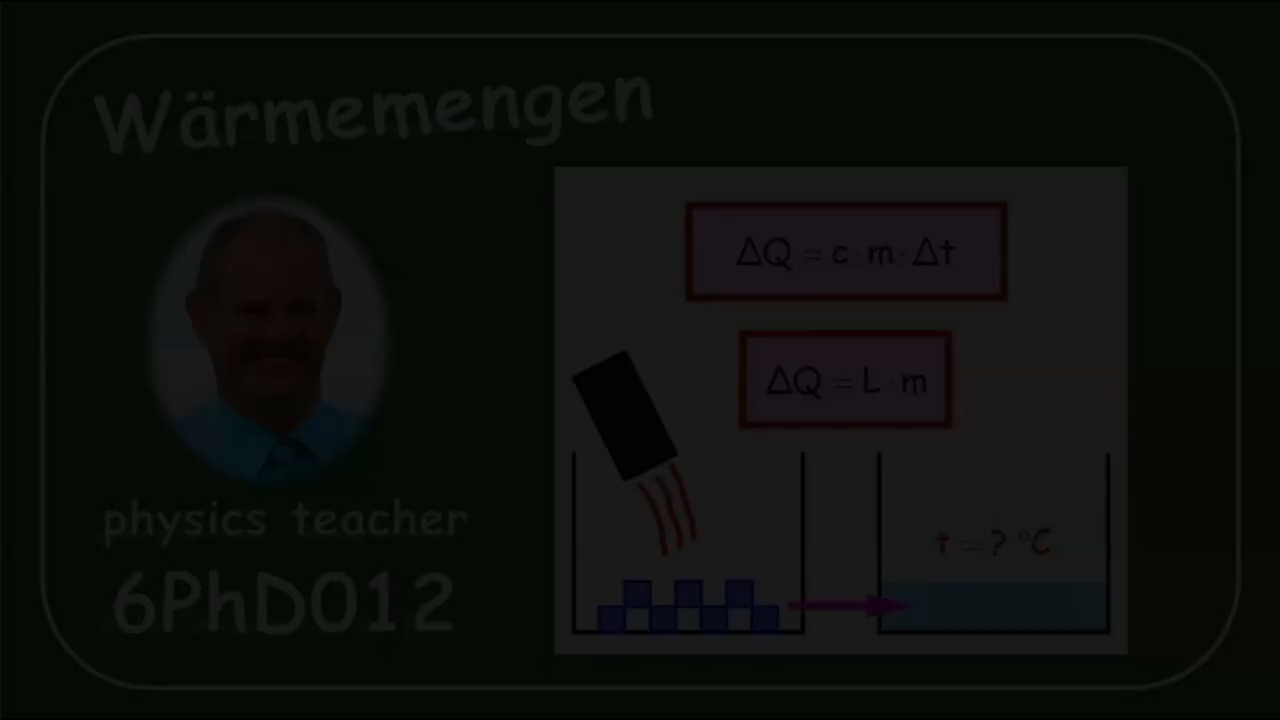 Wärmemengen
ΔQ = c · m · Δt
ΔQ = L · m
t = ? °C
physics teacher
6PhD012